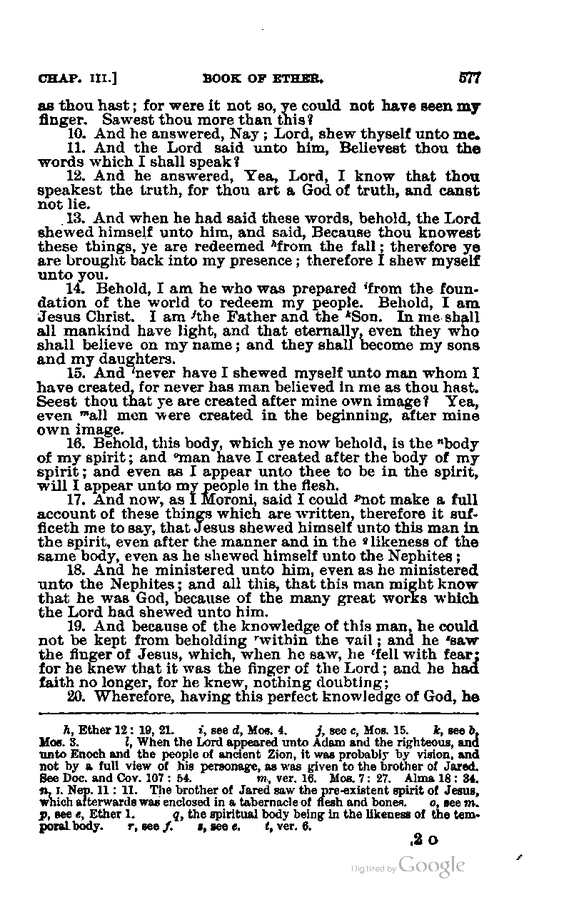 CHAP. III.] BOOK OF ETHER. 577
as thou hast; for were it not so, ye could not have seen my
finger. Sawest thou more than this?
10. And he answered, Nay; Lord, shew thyself unto me.
11. And the Lord said unto him, Believest thou the
words which I shall speak?
12. And he answered, Yea, Lord, I know that thou
speakest the truth, for thou art a God of truth, and canst
not lie.
13. And when he had said these words, behold, the Lord
shewed himself unto him, and said, Because thou knowest
these things, ye are redeemed hfrom the fall; therefore ye
are brought back into my presence; therefore I shew myself
unto you.
14. Behold, I am he who was prepared ifrom the foun-
dation of the world to redeem my people. Behold, I am
Jesus Christ. I am jthe Father and the kSon. In me shall
all mankind have light, and that eternally, even they who
shall believe on my name; and they shall become my sons
and my daughters.
15. And lnever have I shewed myself unto man whom I
have created, for never has man believed in me as thou hast.
Seest thou that ye are created after mine own image? Yea,
even mall men were created in the beginning, after mine
own image.
16. Behold, this body, which ye now behold, is the nbody
of my spirit; and oman have I created after the body of my
spirit; and even as I appear unto thee to be in the spirit,
will I appear unto my people in the flesh.
17. And now, as I Moroni, said I could pnot make a full
account of these things which are written, therefore it suf-
ficeth me to say, that Jesus shewed himself unto this man in
the spirit, even after the manner and in the qlikeness of the
same body, even as he shewed himself unto the Nephites;
18. And he ministered unto him, even as he ministered
unto the Nephites; and all this, that this man might know
that he was God, because of the many great works which
the Lord had shewed unto him.
19. And because of the knowledge of this man, he could
not be kept from beholding rwithin the vail; and he ssaw
the finger of Jesus, which, when he saw, he tfell with fear;
for he knew that it was the finger of the Lord; and he had
faith no longer, for he knew, nothing doubting;
20. Wherefore, having this perfect knowledge of God, he
h, Ether 12: 19, 21. i, see d, Mos. 4. j, see c, Mos. 15. k, see b,
Mos. 3. l, When the Lord appeared unto Adam and the righteous, and
unto Enoch and the people of ancient Zion, it was probably by vision, and
not by a full view of his personage, as was given to the brother of Jared.
See Doc. and Cov. 107: 54. m, ver. 16. Mos. 7: 27. Alma 18: 34.
n, I. Nep. 11: 11. The brother of Jared saw the pre-existent spirit of Jesus,
which afterwards was enclosed in a tabernacle of flesh and bones. o, see m.
p, see e, Ether 1. q, the spiritual body being in the likeness of the tem-
poral body. r, see f. s, see e. t, ver. 6.
2 O
Digitized by Google